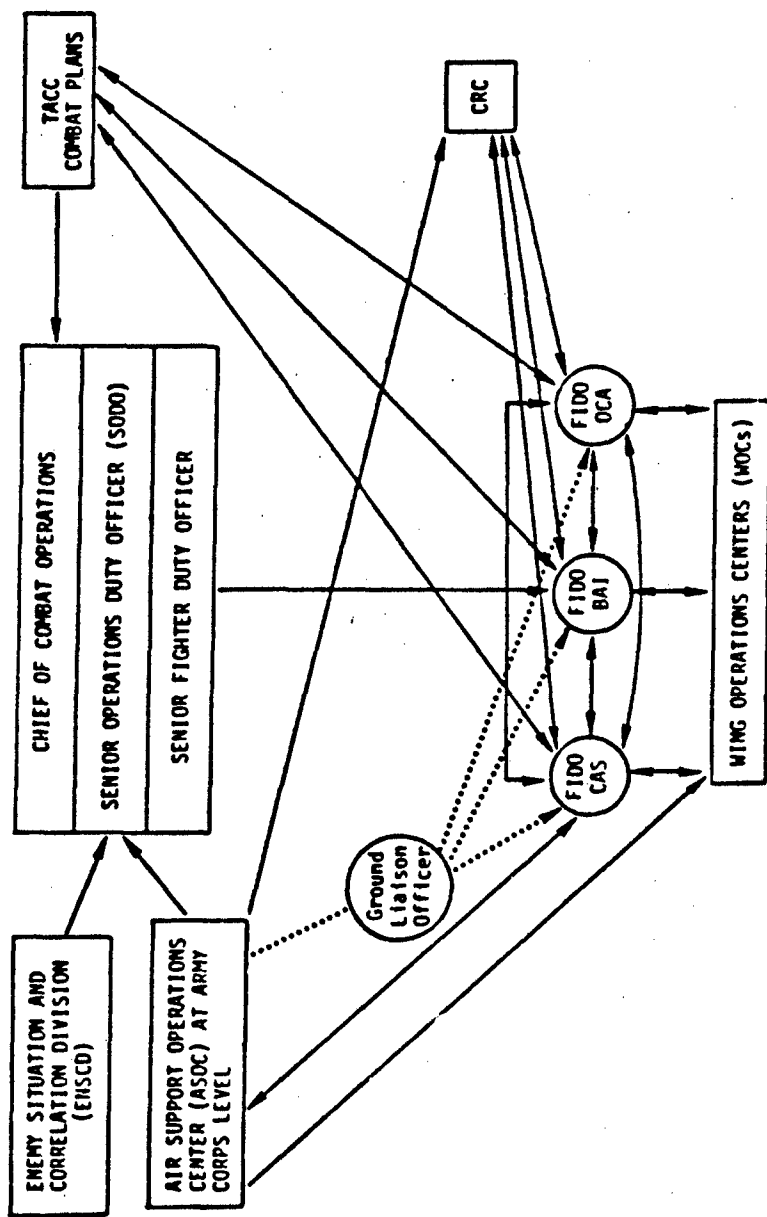 ENEMY SITUATION AND
CORRELATION DIVISION
(ENSCD)
AIR SUPPORT OPERATIONS
CENTER (ASOC) AT ARMY
CORPS LEVEL
CHIEF OF COMBAT OPERATIONS
SENIOR OPERATIONS DUTY OFFICER (SODO)
SENIOR FIGHTER DUTY OFFICER
TACC
COMBAT PLANS
Ground
Liaison
Officer
CRC
FIDO
CAS
FIDO
BAI
FIDO
OCA
WING OPERATIONS CENTERS (WOCs)